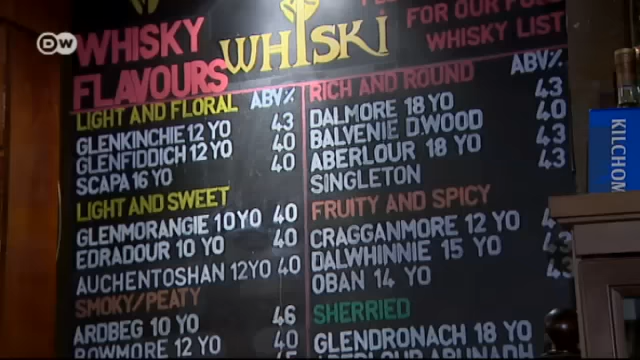 DW
WHISKY
FLAVOURS
WHISKI
FOR OUR FULL
WHISKY LIST
LIGHT AND FLORAL ABV%
GLENKINCHIE 12 YO 43
GLENFIDDICH 12 YO 40
SCAPA 16 YO 40
LIGHT AND SWEET
GLENMORANGIE 10 YO 40
EDRADOUR 10 YO 40
AUCHENTOSHAN 12 YO 40
SMOKY/PEATY
ARDBEG 10 YO 46
BOWMORE 12 YO 40
RICH AND ROUND ABV%
DALMORE 18 YO 43
BALVENIE D.WOOD 40
ABERLOUR 18 YO 43
SINGLETON 43
FRUITY AND SPICY
CRAGGANMORE 12 YO
DALWHINNIE 15 YO
OBAN 14 YO 43
SHERRIED
GLENDRONACH 18 YO
ABERLOUR ABUNADH
KILCHOM